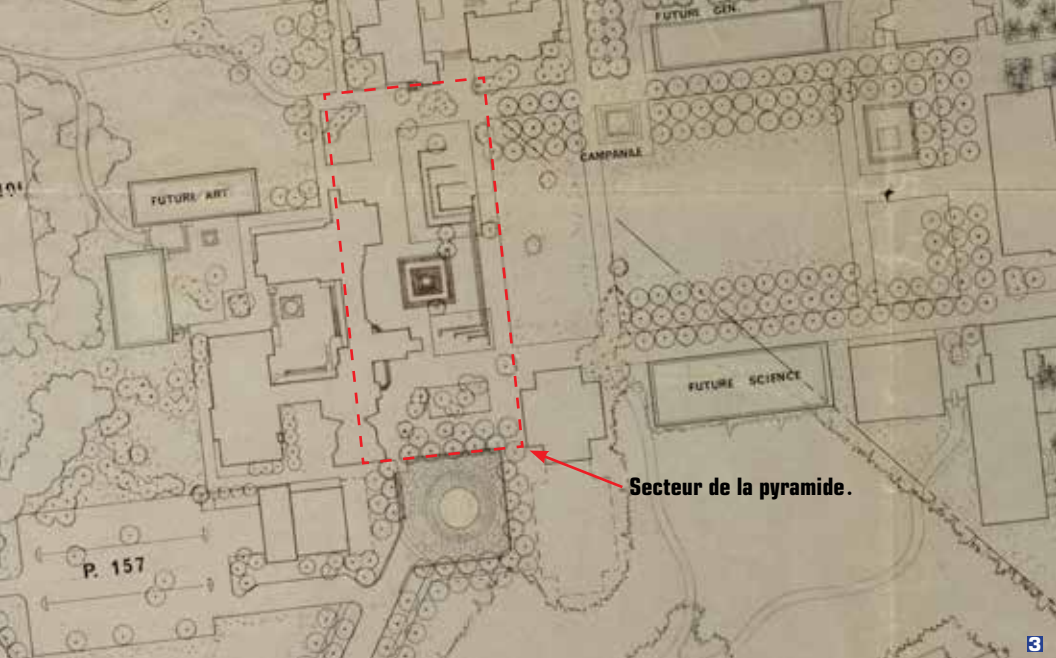 FUTURE GEN.
CAMPANILE
FUTURE ART
FUTURE SCIENCE
Secteur de la pyramide.
P. 157
3